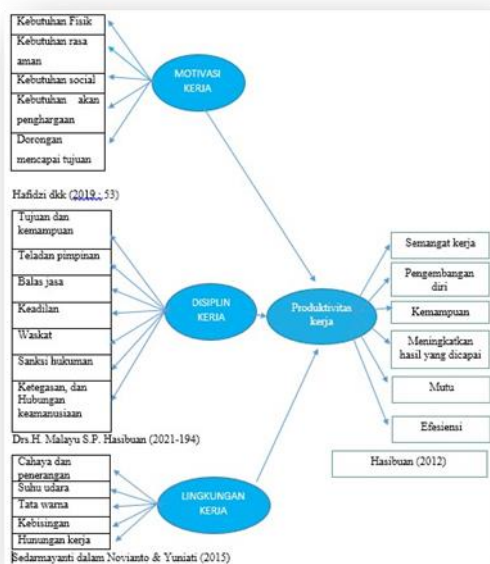 Kebutuhan Fisik
Kebutuhan rasa
aman
Kebutuhan social
Kebutuhan akan
penghargaan
Dorongan
mencapai tujuan
Hafidzi dkk (2019 : 53)
MOTIVASI
KERJA
Tujuan dan
kemampuan
Teladan pimpinan
Balas jasa
Keadilan
Waskat
Sanksi hukuman
Ketegasan, dan
Hubungan
keamanusiaan
Drs.H. Malayu S.P. Hasibuan (2021-194)
DISIPLIN
KERJA
Cahaya dan
penerangan
Suhu udara
Tata warna
Kebisingan
Hunungan kerja
Sedarmayanti dalam Novianto & Yuniati (2015)
LINGKUNGAN
KERJA
Produktivitas
kerja
Semangat kerja
Pengembangan
diri
Kemampuan
Meningkatkan
hasil yang dicapai
Mutu
Efesiensi
Hasibuan (2012)